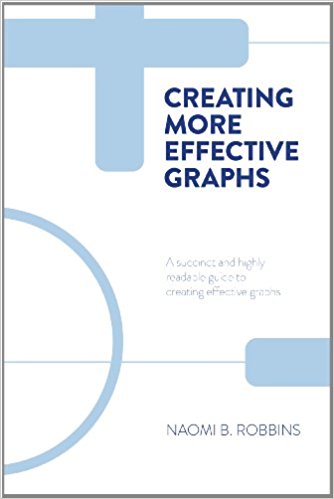 CREATING
MORE
EFFECTIVE
GRAPHS
A succinct and highly
readable guide to
creating effective graphs
NAOMI B. ROBBINS